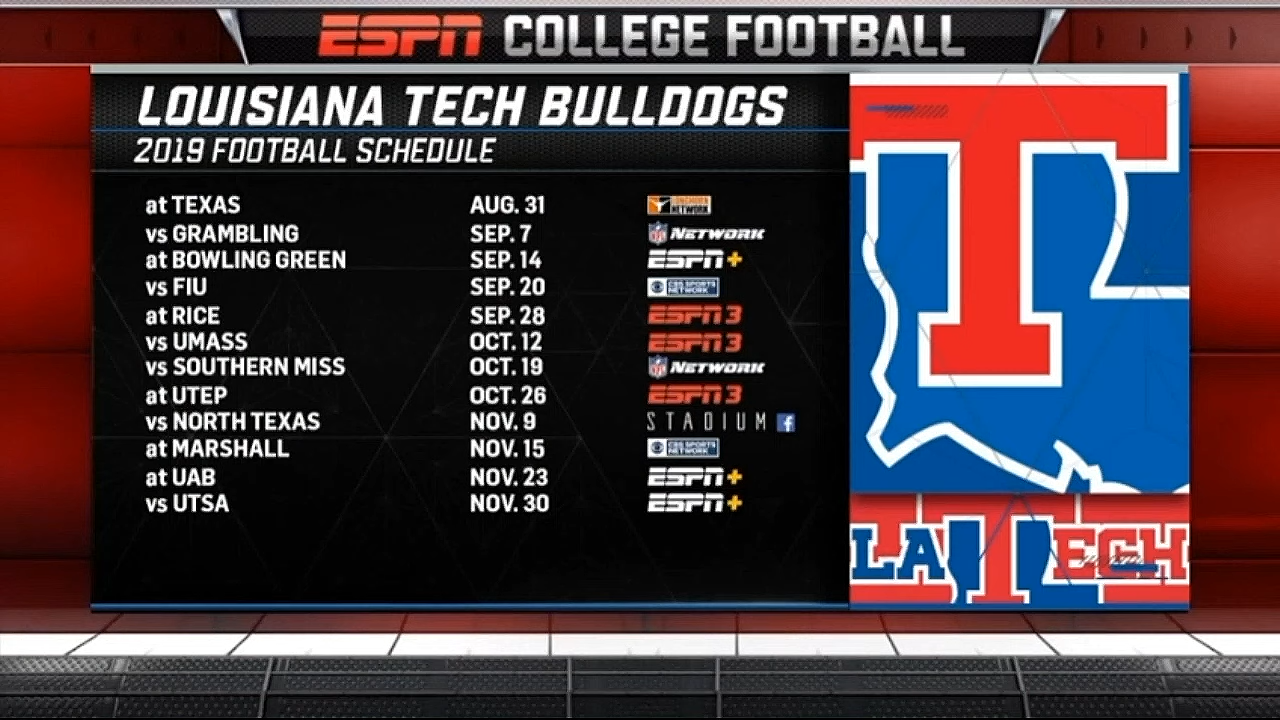 ESPN COLLEGE FOOTBALL
LOUISIANA TECH BULLDOGS
2019 FOOTBALL SCHEDULE
at TEXAS AUG. 31 LONGHORN NETWORK
vs GRAMBLING SEP. 7 NFL NETWORK
at BOWLING GREEN SEP. 14 ESPN+
vs FIU SEP. 20 CBS SPORTS NETWORK
at RICE SEP. 28 ESPN3
vs UMASS OCT. 12 ESPN3
vs SOUTHERN MISS OCT. 19 NFL NETWORK
at UTEP OCT. 26 ESPN3
vs NORTH TEXAS NOV. 9 STADIUM f
at MARSHALL NOV. 15 CBS SPORTS NETWORK
at UAB NOV. 23 ESPN+
vs UTSA NOV. 30 ESPN+
T
LA TECH